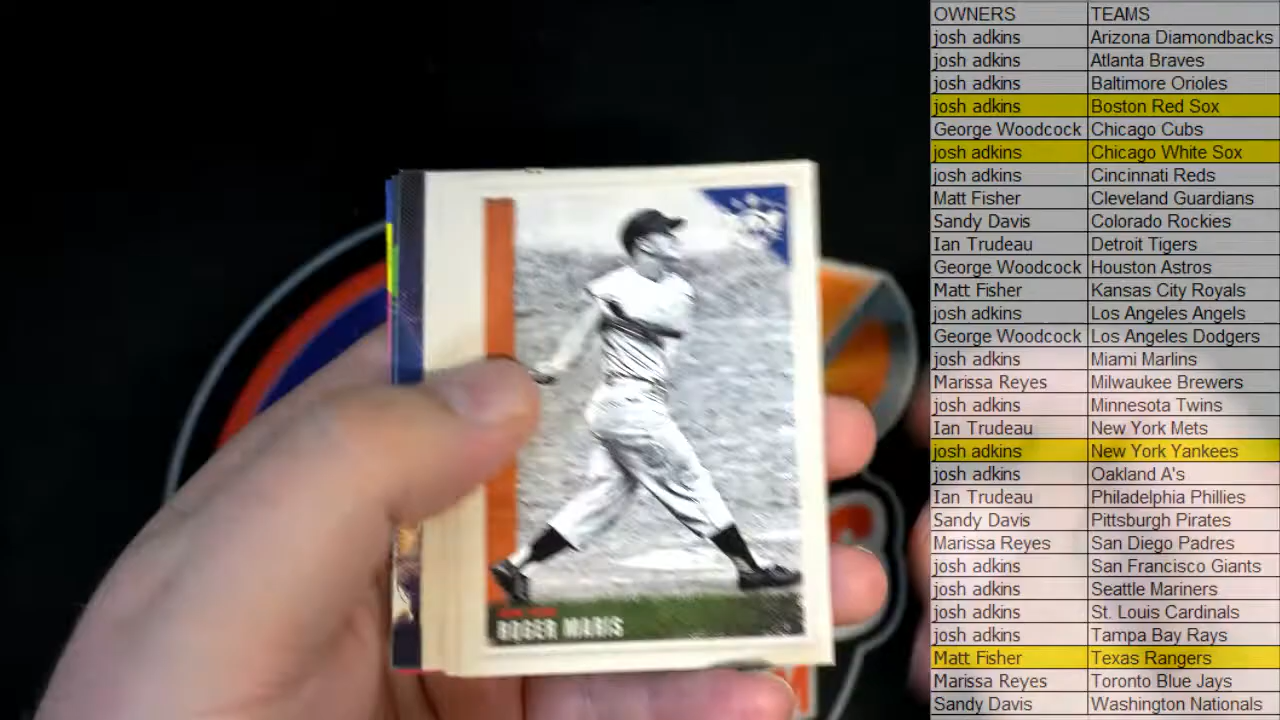 OWNERS TEAMS
josh adkins Arizona Diamondbacks
josh adkins Atlanta Braves
josh adkins Baltimore Orioles
josh adkins Boston Red Sox
George Woodcock Chicago Cubs
josh adkins Chicago White Sox
josh adkins Cincinnati Reds
Matt Fisher Cleveland Guardians
Sandy Davis Colorado Rockies
Ian Trudeau Detroit Tigers
George Woodcock Houston Astros
Matt Fisher Kansas City Royals
josh adkins Los Angeles Angels
George Woodcock Los Angeles Dodgers
josh adkins Miami Marlins
Marissa Reyes Milwaukee Brewers
josh adkins Minnesota Twins
Ian Trudeau New York Mets
josh adkins New York Yankees
josh adkins Oakland A's
Ian Trudeau Philadelphia Phillies
Sandy Davis Pittsburgh Pirates
Marissa Reyes San Diego Padres
josh adkins San Francisco Giants
josh adkins Seattle Mariners
josh adkins St. Louis Cardinals
josh adkins Tampa Bay Rays
Matt Fisher Texas Rangers
Marissa Reyes Toronto Blue Jays
Sandy Davis Washington Nationals
ROGER MARIS